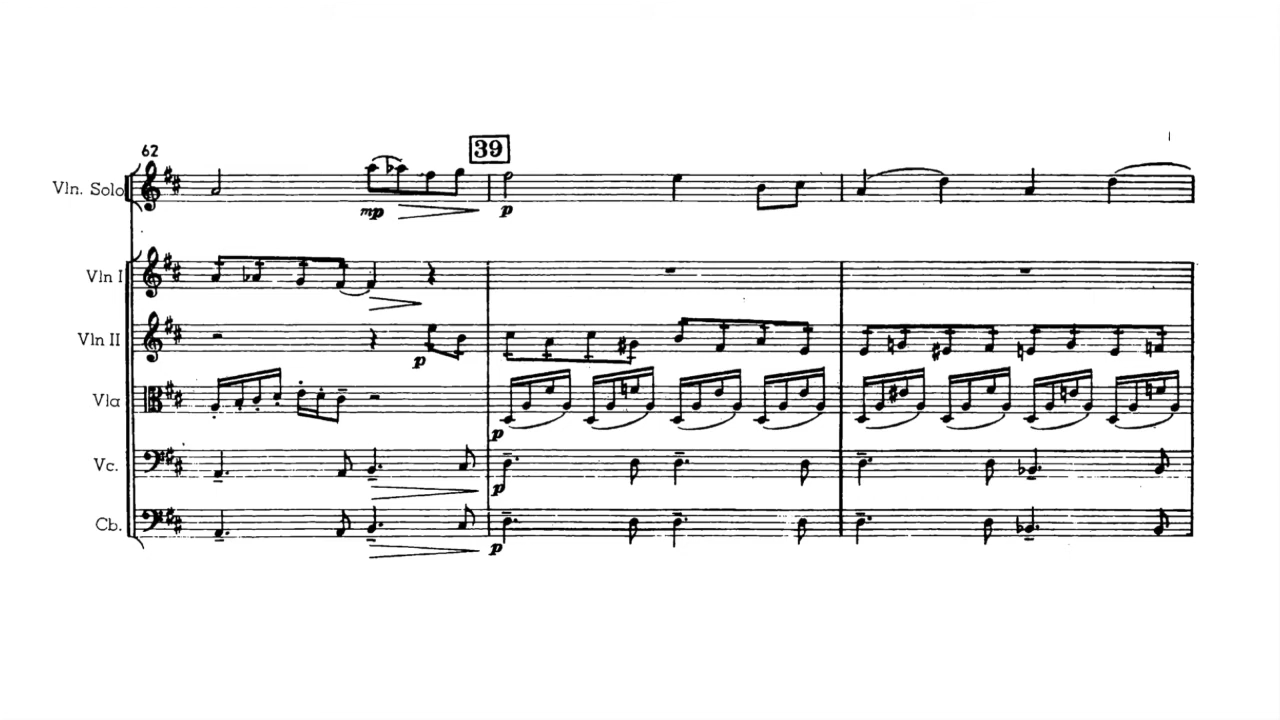 62
39
Vln. Solo
mp p
Vln I
Vln II
p
Vla
p
Vc.
p
Cb.
p